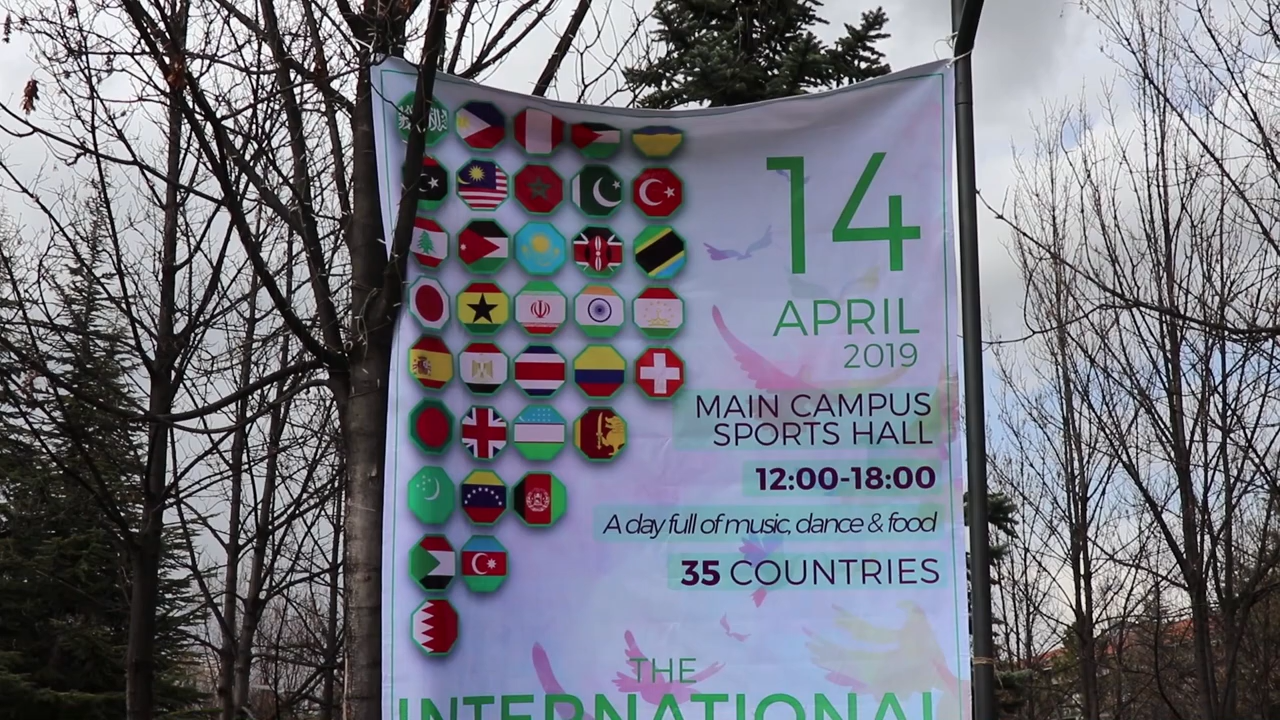 14
APRIL
2019
MAIN CAMPUS
SPORTS HALL
12:00-18:00
A day full of music, dance & food
35 COUNTRIES
THE
INTERNATIONAL